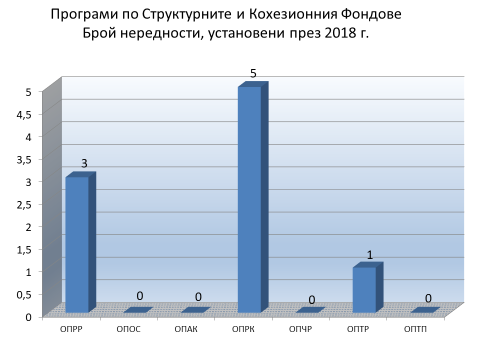 Програми по Структурните и Кохезионния Фондове
Брой нередности, установени през 2018 г.
5
4,5
4
3,5
3
2,5
2
1,5
1
0,5
0
3
0
0
5
0
1
0
ОПРР
ОПОС
ОПАК
ОПРК
ОПЧР
ОПТР
ОПТП